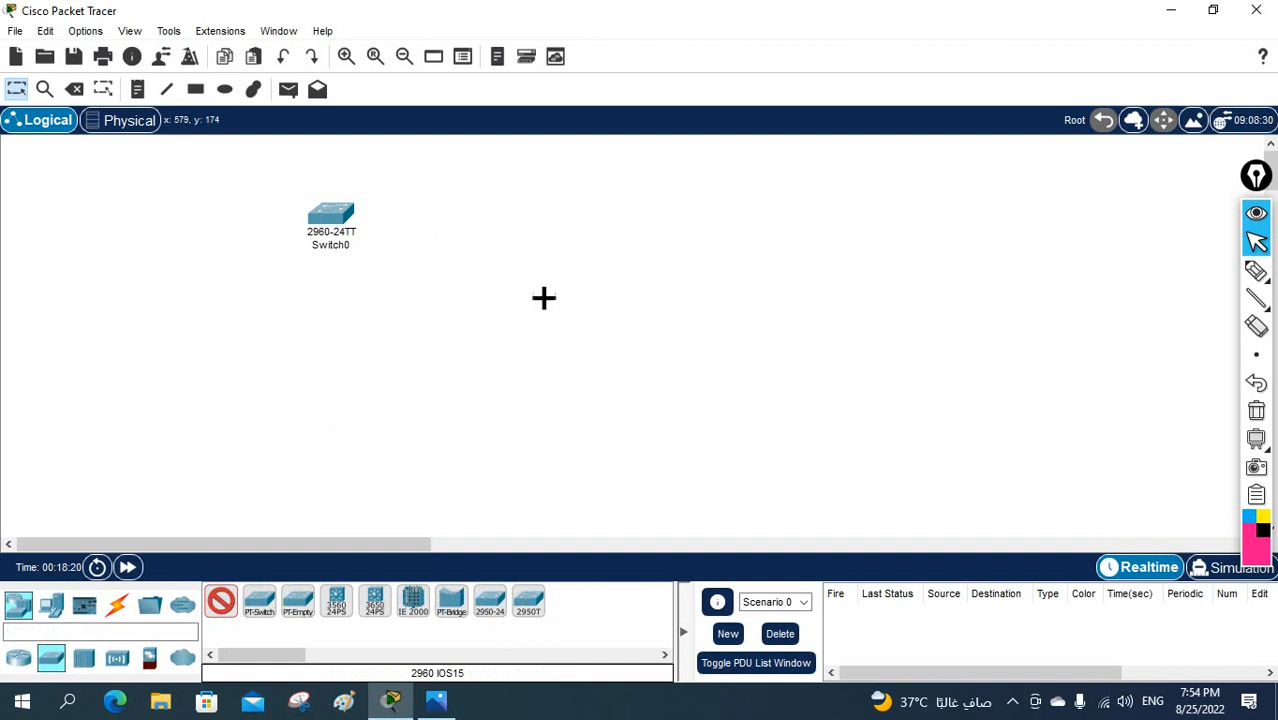 Cisco Packet Tracer
File Edit Options View Tools Extensions Window Help
Logical Physical x: 579, y: 174 Root 09:08:30
2960-24TT
Switch0
Time: 00:18:20 Realtime Simulation
PT-Switch PT-Empty 3560 24PS 3650 24PS IE 2000 PT-Bridge 2950-24 2950T
2960 IOS15
Scenario 0
New Delete
Toggle PDU List Window
Fire Last Status Source Destination Type Color Time(sec) Periodic Num Edit
37°C صافٍ غالبًا ENG
7:54 PM
8/25/2022